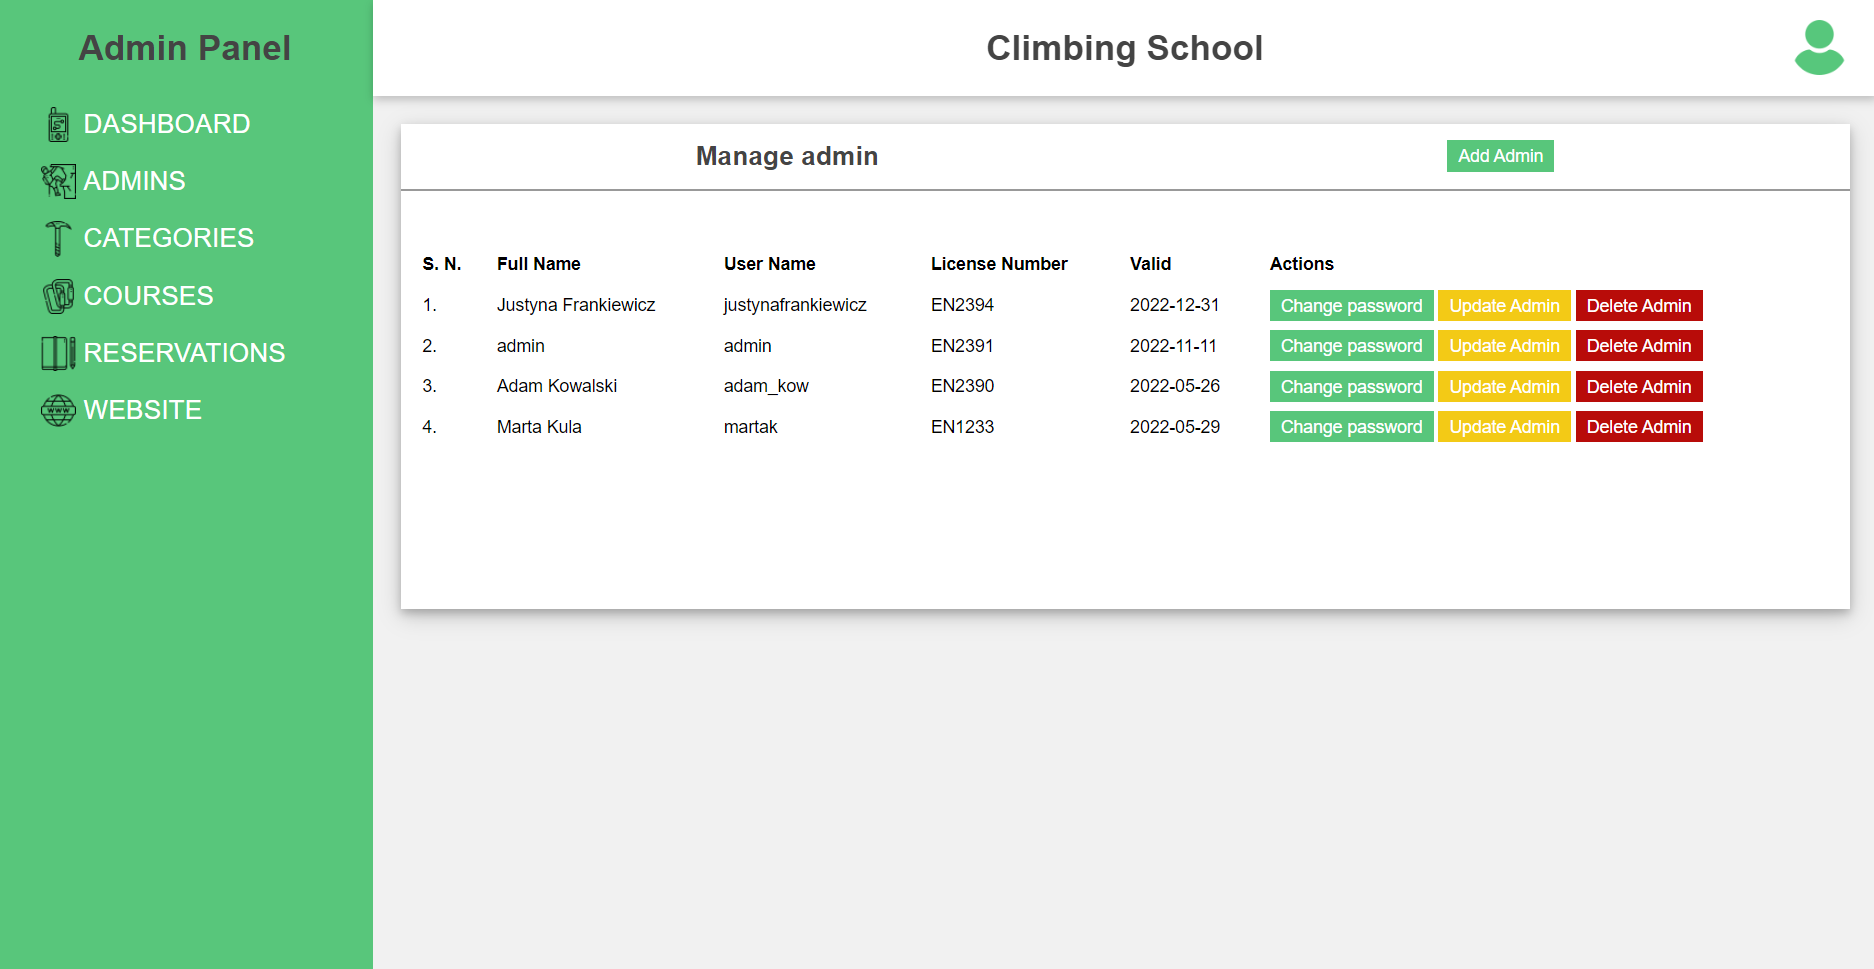 Admin Panel
DASHBOARD
ADMINS
CATEGORIES
COURSES
RESERVATIONS
WWW WEBSITE
Climbing School
Manage admin
Add Admin
S. N. Full Name User Name License Number Valid Actions
1. Justyna Frankiewicz justynafrankiewicz EN2394 2022-12-31 Change password Update Admin Delete Admin
2. admin admin EN2391 2022-11-11 Change password Update Admin Delete Admin
3. Adam Kowalski adam_kow EN2390 2022-05-26 Change password Update Admin Delete Admin
4. Marta Kula martak EN1233 2022-05-29 Change password Update Admin Delete Admin